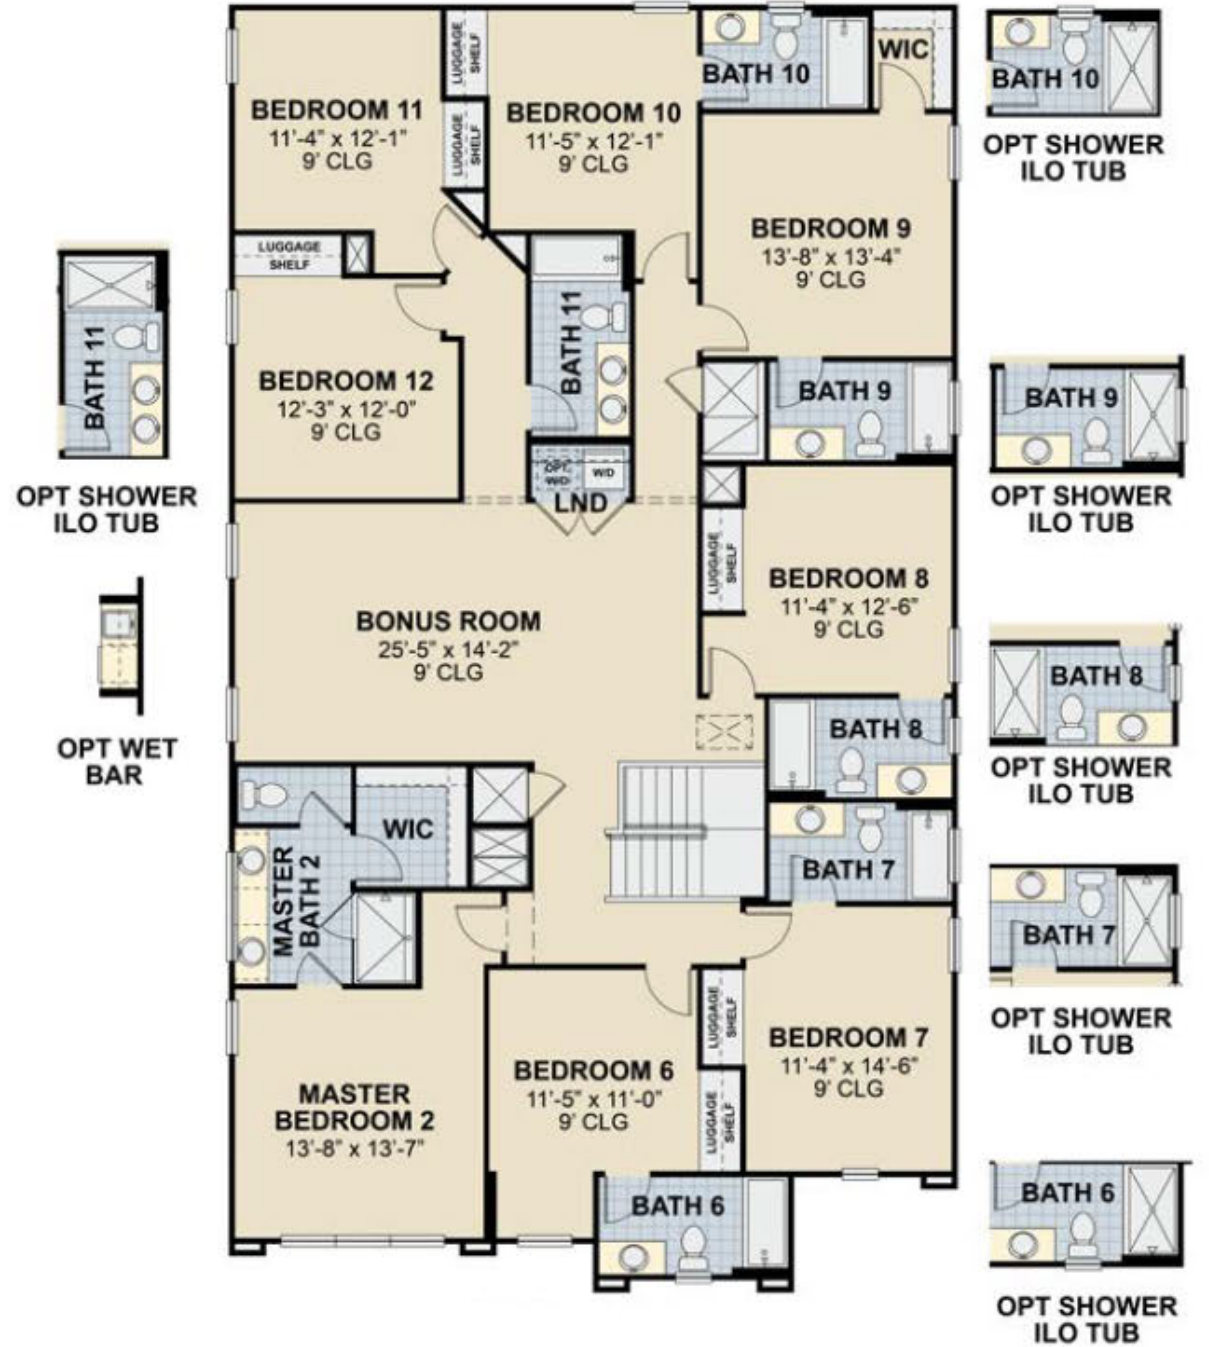 BEDROOM 11
11'-4" x 12'-1"
9' CLG
LUGGAGE
SHELF
LUGGAGE
SHELF
BEDROOM 10
11'-5" x 12'-1"
9' CLG
BATH 10
WIC
BATH 10
OPT SHOWER
ILO TUB
BEDROOM 9
13'-8" x 13'-4"
9' CLG
LUGGAGE
SHELF
BATH 11
OPT SHOWER
ILO TUB
BEDROOM 12
12'-3" x 12'-0"
9' CLG
BATH 11
BATH 9
BATH 9
OPT SHOWER
ILO TUB
OPT
W/D
W/D
LND
LUGGAGE
SHELF
BEDROOM 8
11'-4" x 12'-6"
9' CLG
BONUS ROOM
25'-5" x 14'-2"
9' CLG
OPT WET
BAR
BATH 8
BATH 8
OPT SHOWER
ILO TUB
WIC
MASTER
BATH 2
BATH 7
BATH 7
OPT SHOWER
ILO TUB
LUGGAGE
SHELF
BEDROOM 7
11'-4" x 14'-6"
9' CLG
BEDROOM 6
11'-5" x 11'-0"
9' CLG
LUGGAGE
SHELF
MASTER
BEDROOM 2
13'-8" x 13'-7"
BATH 6
BATH 6
OPT SHOWER
ILO TUB